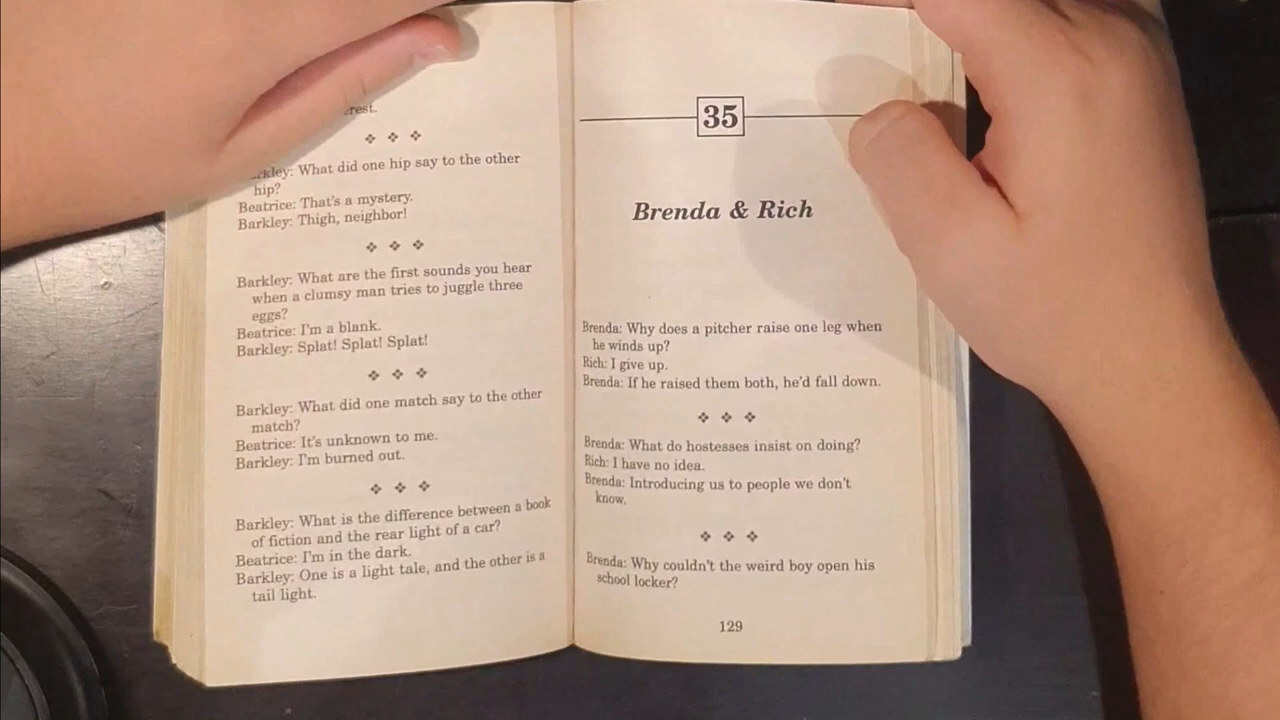 rest.
❖ ❖ ❖
rkley: What did one hip say to the other
hip?
Beatrice: That's a mystery.
Barkley: Thigh, neighbor!
❖ ❖ ❖
Barkley: What are the first sounds you hear
when a clumsy man tries to juggle three
eggs?
Beatrice: I'm a blank.
Barkley: Splat! Splat! Splat!
❖ ❖ ❖
Barkley: What did one match say to the other
match?
Beatrice: It's unknown to me.
Barkley: I'm burned out.
❖ ❖ ❖
Barkley: What is the difference between a book
of fiction and the rear light of a car?
Beatrice: I'm in the dark.
Barkley: One is a light tale, and the other is a
tail light.
35
Brenda & Rich
Brenda: Why does a pitcher raise one leg when
he winds up?
Rich: I give up.
Brenda: If he raised them both, he'd fall down.
❖ ❖ ❖
Brenda: What do hostesses insist on doing?
Rich: I have no idea.
Brenda: Introducing us to people we don't
know.
❖ ❖ ❖
Brenda: Why couldn't the weird boy open his
school locker?
129